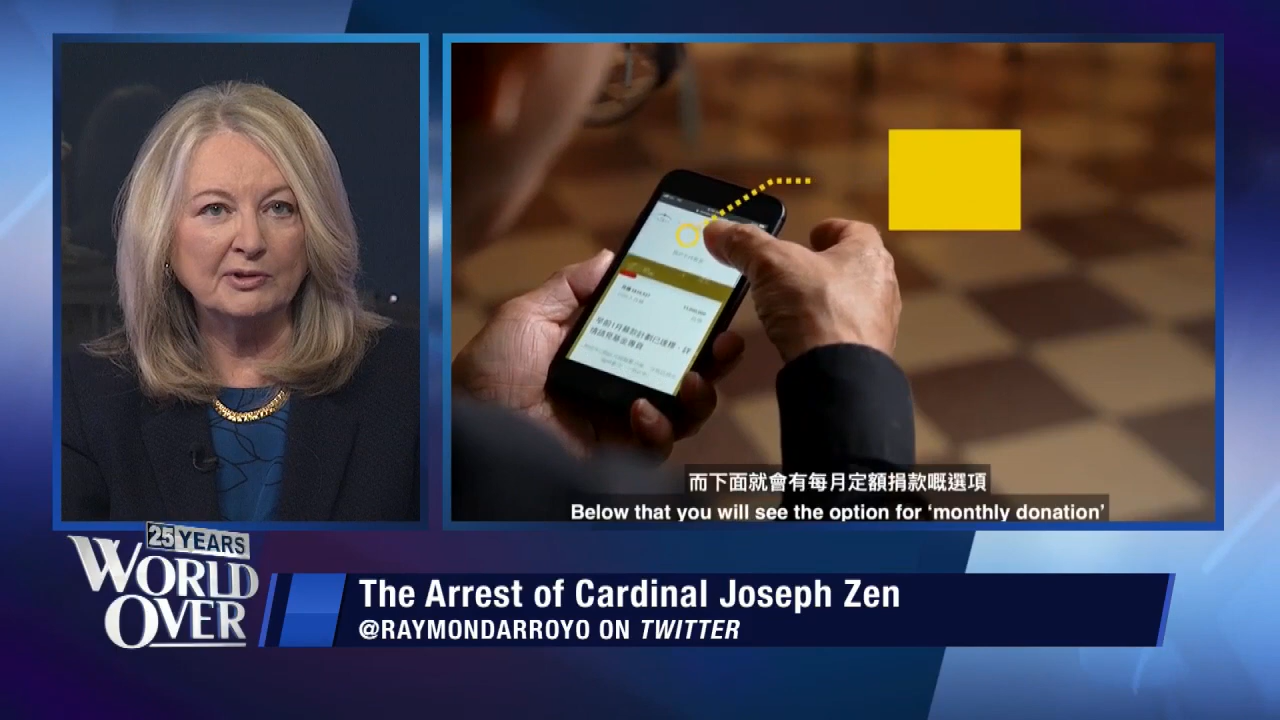 而下面就會有每月定額捐款嘅選項
Below that you will see the option for ‘monthly donation’
25 YEARS
WORLD
OVER
The Arrest of Cardinal Joseph Zen
@RAYMONDARROYO ON TWITTER